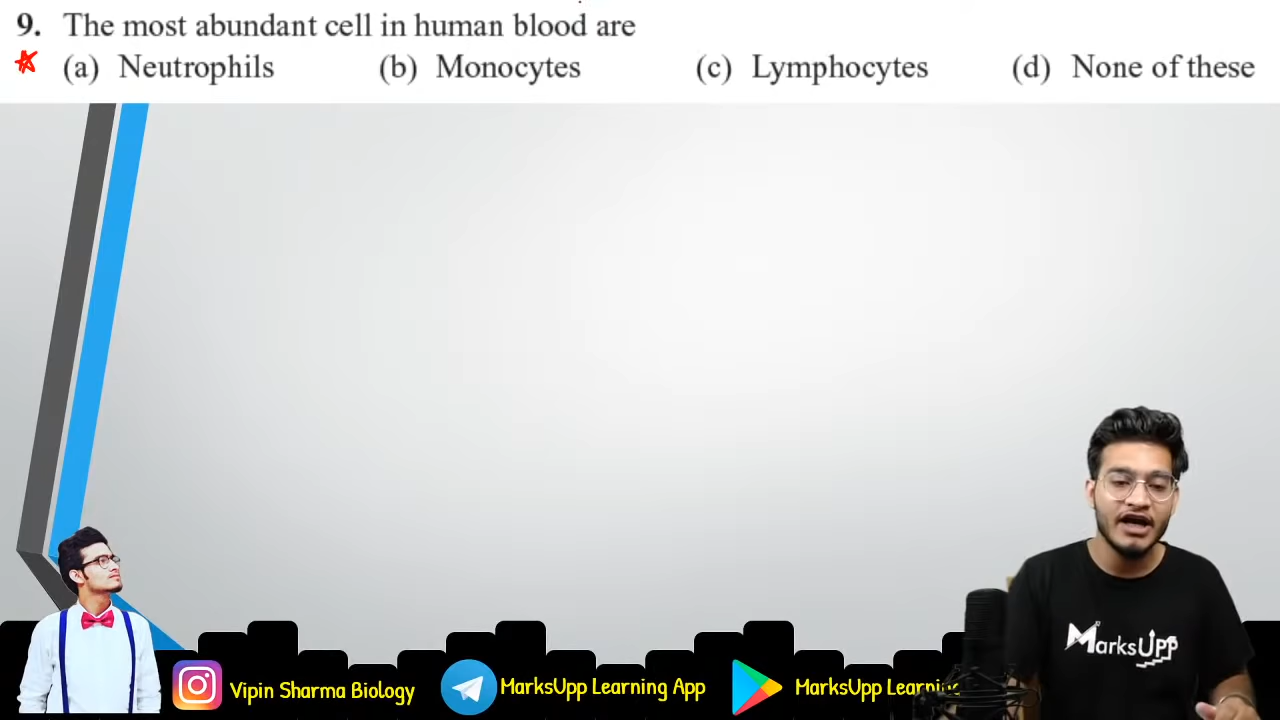 9. The most abundant cell in human blood are
(a) Neutrophils (b) Monocytes (c) Lymphocytes (d) None of these
MarksUpp
Vipin Sharma Biology MarksUpp Learning App MarksUpp Learning